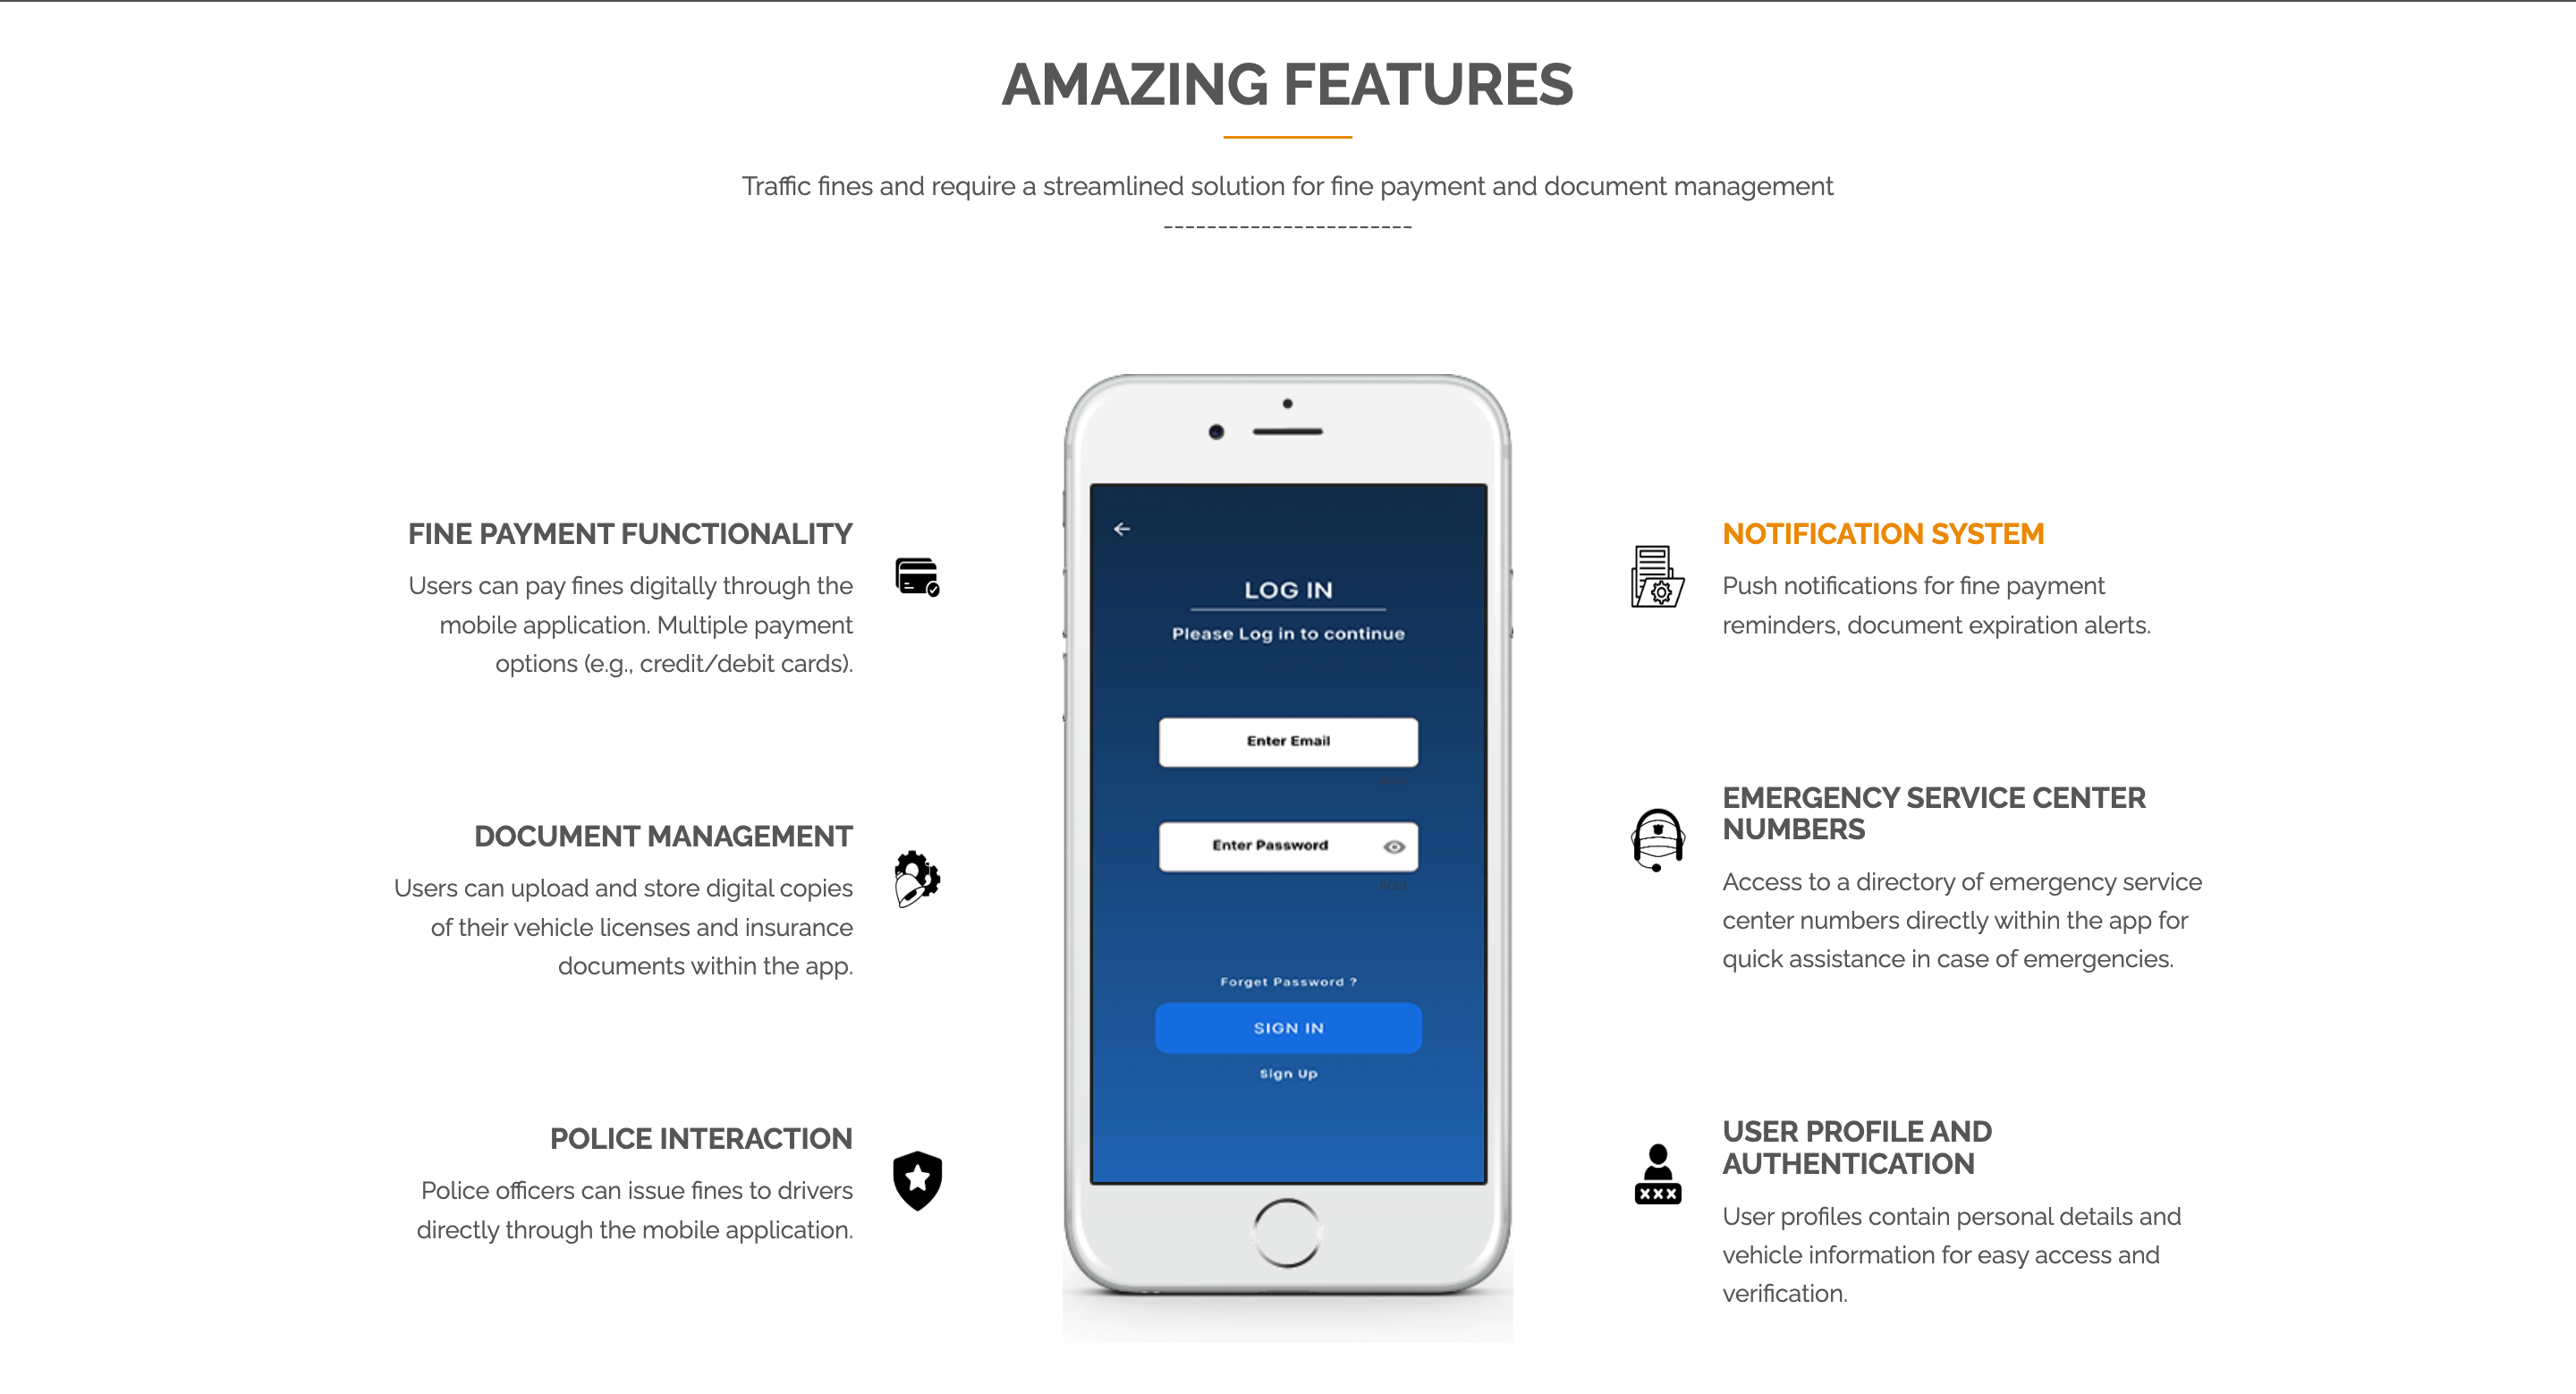 AMAZING FEATURES
Traffic fines and require a streamlined solution for fine payment and document management
-----------------------
FINE PAYMENT FUNCTIONALITY
Users can pay fines digitally through the
mobile application. Multiple payment
options (e.g., credit/debit cards).
DOCUMENT MANAGEMENT
Users can upload and store digital copies
of their vehicle licenses and insurance
documents within the app.
POLICE INTERACTION
Police officers can issue fines to drivers
directly through the mobile application.
LOG IN
Please Log in to continue
Enter Email
Enter Password
0/20
Forget Password ?
SIGN IN
Sign Up
NOTIFICATION SYSTEM
Push notifications for fine payment
reminders, document expiration alerts.
EMERGENCY SERVICE CENTER
NUMBERS
Access to a directory of emergency service
center numbers directly within the app for
quick assistance in case of emergencies.
XXX
USER PROFILE AND
AUTHENTICATION
User profiles contain personal details and
vehicle information for easy access and
verification.